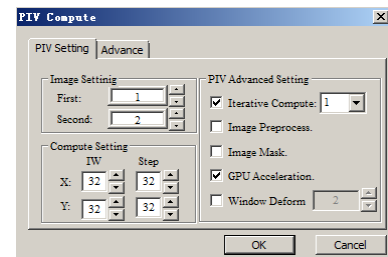 PIV Compute
PIV Setting Advance
Image Settinig
First: 1
Second: 2
Compute Setting
IW Step
X: 32 32
Y: 32 32
PIV Advanced Setting
Iterative Compute: 1
Image Preprocess.
Image Mask.
GPU Acceleration.
Window Deform 2
OK Cancel